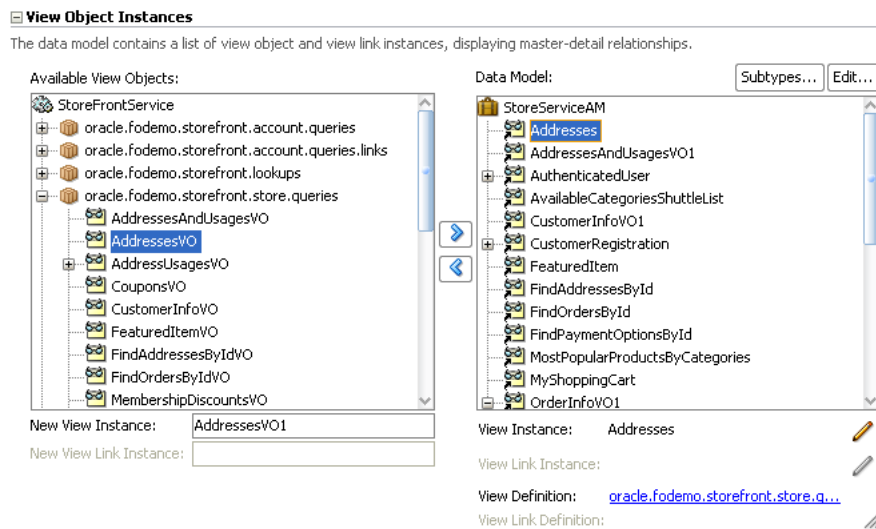 View Object Instances
The data model contains a list of view object and view link instances, displaying master-detail relationships.
Available View Objects:
StoreFrontService
oracle.fodemo.storefront.account.queries
oracle.fodemo.storefront.account.queries.links
oracle.fodemo.storefront.lookups
oracle.fodemo.storefront.store.queries
AddressesAndUsagesVO
AddressesVO
AddressUsagesVO
CouponsVO
CustomerInfoVO
FeaturedItemVO
FindAddressesByIdVO
FindOrdersByIdVO
MembershipDiscountsVO
New View Instance: AddressesVO1
New View Link Instance:
Data Model: Subtypes... Edit...
StoreServiceAM
Addresses
AddressesAndUsagesVO1
AuthenticatedUser
AvailableCategoriesShuttleList
CustomerInfoVO1
CustomerRegistration
FeaturedItem
FindAddressesById
FindOrdersById
FindPaymentOptionsById
MostPopularProductsByCategories
MyShoppingCart
OrderInfoVO1
View Instance: Addresses
View Link Instance:
View Definition: oracle.fodemo.storefront.store.q...
View Link Definition: